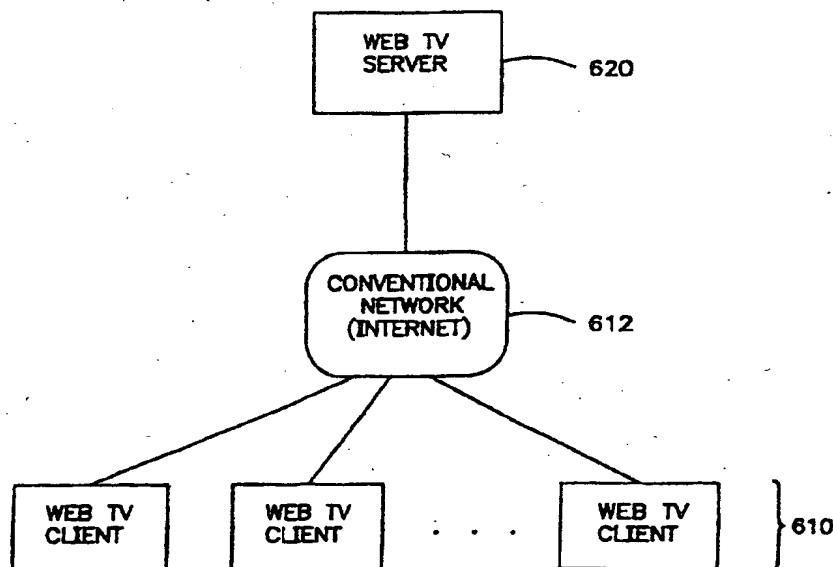 WEB TV
SERVER
620
CONVENTIONAL
NETWORK
(INTERNET)
612
WEB TV
CLIENT
WEB TV
CLIENT
. . .
WEB TV
CLIENT
610